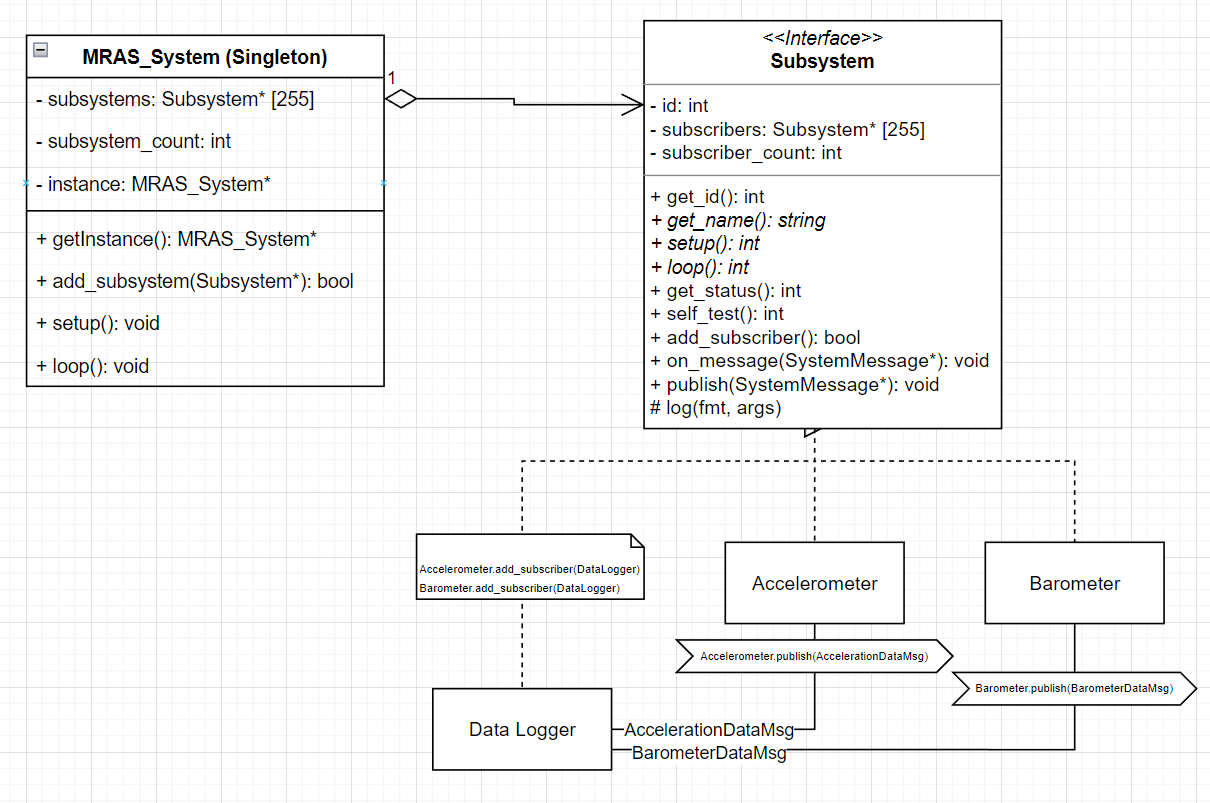 MRAS_System (Singleton)
- subsystems: Subsystem* [255]
- subsystem_count: int
- instance: MRAS_System*
+ getInstance(): MRAS_System*
+ add_subsystem(Subsystem*): bool
+ setup(): void
+ loop(): void
1
<<Interface>>
Subsystem
- id: int
- subscribers: Subsystem* [255]
- subscriber_count: int
+ get_id(): int
+ get_name(): string
+ setup(): int
+ loop(): int
+ get_status(): int
+ self_test(): int
+ add_subscriber(): bool
+ on_message(SystemMessage*): void
+ publish(SystemMessage*): void
# log(fmt, args)
Accelerometer.add_subscriber(DataLogger)
Barometer.add_subscriber(DataLogger)
Accelerometer
Barometer
Accelerometer.publish(AccelerationDataMsg)
Barometer.publish(BarometerDataMsg)
Data Logger
AccelerationDataMsg
BarometerDataMsg